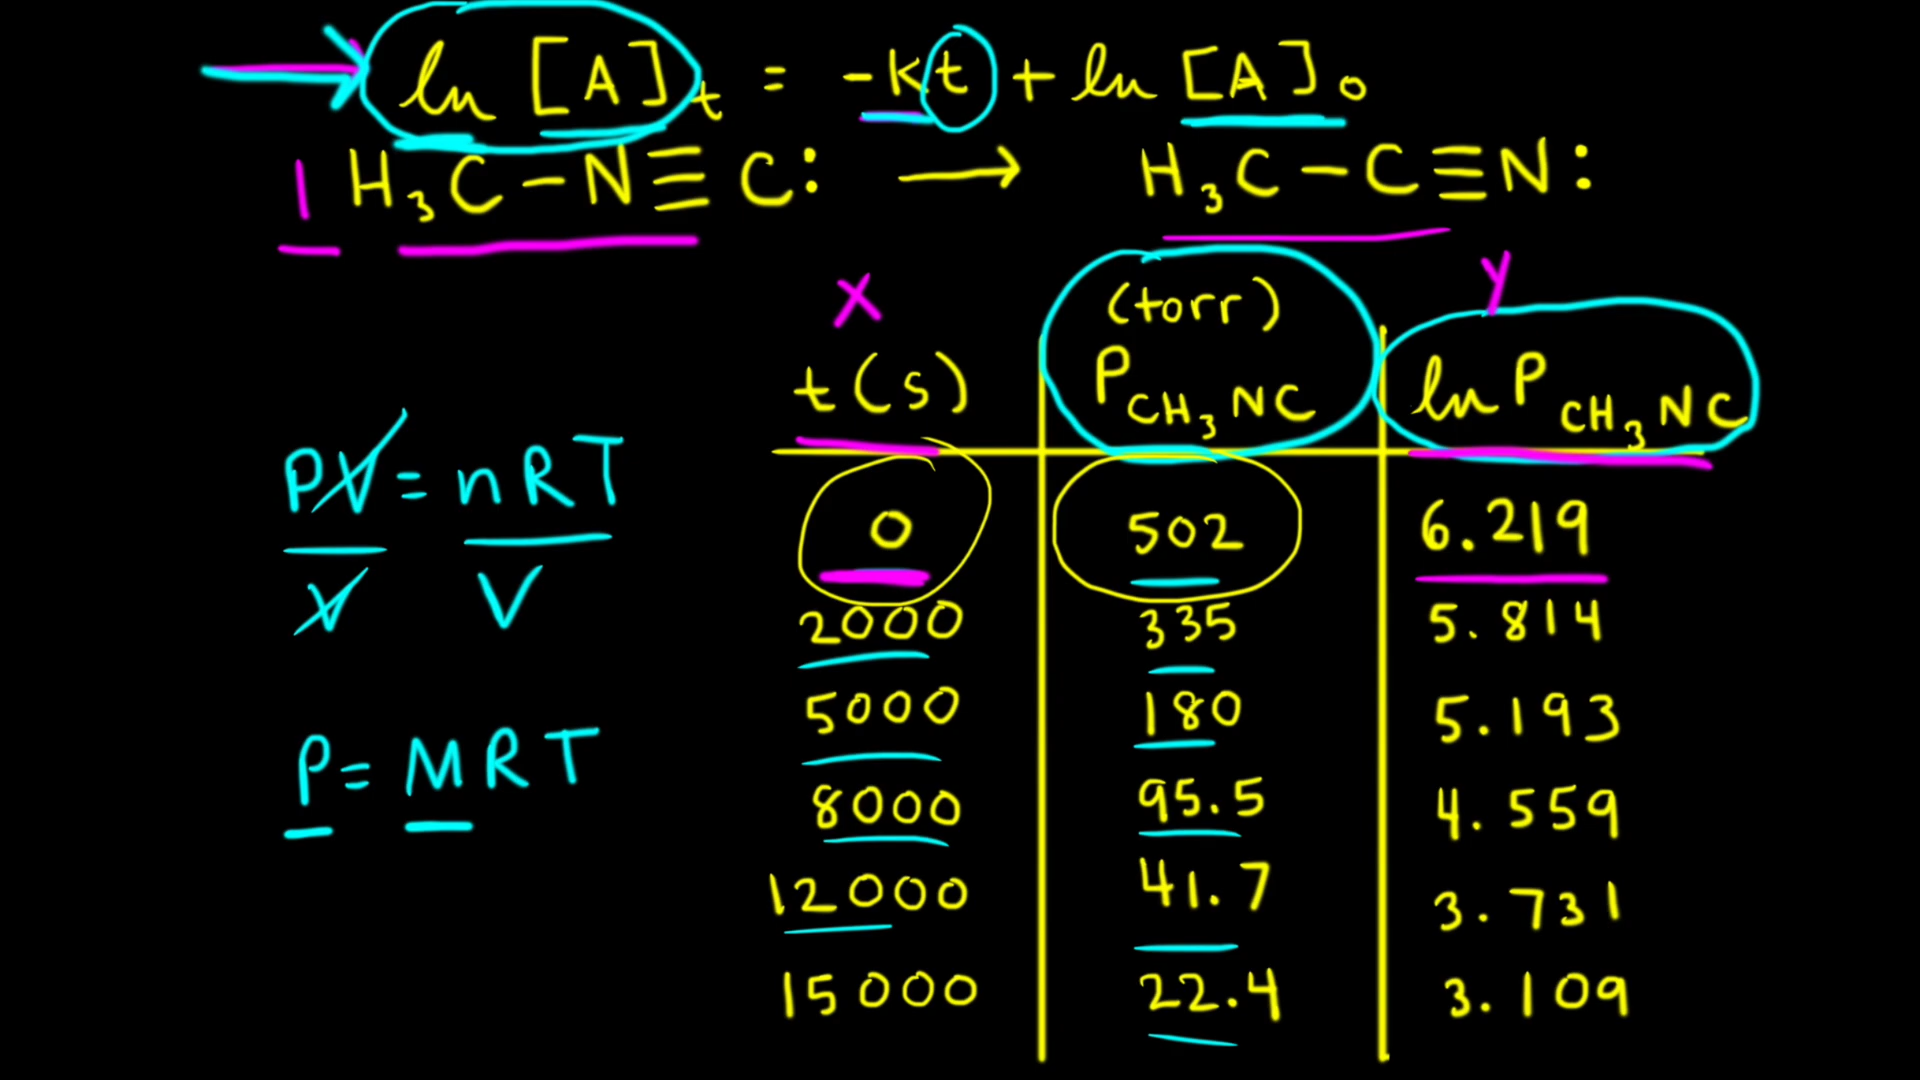 ln [A]t = -kt + ln [A]0
1 H3C-N≡C: → H3C-C≡N:
x (torr) y
t(s) PCH3NC ln PCH3NC
PV = nRT
V V
P = MRT
0 502 6.219
2000 335 5.814
5000 180 5.193
8000 95.5 4.559
12000 41.7 3.731
15000 22.4 3.109